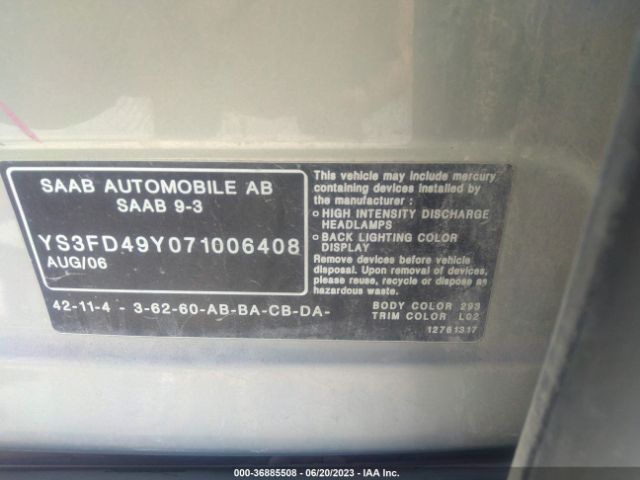 SAAB AUTOMOBILE AB
SAAB 9-3
YS3FD49Y071006408
AUG/06
42-11-4 - 3-62-60-AB-BA-CB-DA-
This vehicle may include mercury
containing devices installed by
the manufacturer :
o HIGH INTENSITY DISCHARGE
HEADLAMPS
o BACK LIGHTING COLOR
DISPLAY
Remove devices before vehicle
disposal. Upon removal of devices,
please reuse, recycle or dispose as
hazardous waste.
BODY COLOR 293
TRIM COLOR L02
12761317
000-36885508 - 06/20/2023 - IAA Inc.